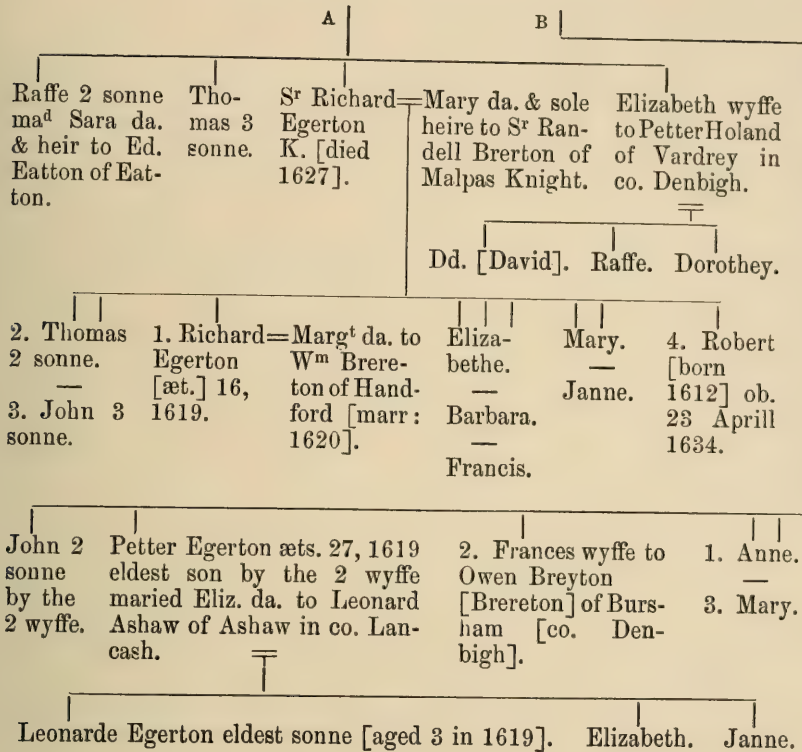 A
B
Raffe 2 sonne
maᵈ Sara da.
& heir to Ed.
Eatton of Eat-
ton.
Tho-
mas 3
sonne.
Sʳ Richard=
Egerton
K. [died
1627].
Mary da. & sole
heire to Sʳ Ran-
dell Brerton of
Malpas Knight.
Elizabeth wyffe
to Petter Holand
of Vardrey in
co. Denbigh.
Dd. [David]. Raffe. Dorothey.
2. Thomas
2 sonne.
—
3. John 3
sonne.
1. Richard=
Egerton
[æt.] 16,
1619.
Margᵗ da. to
Wᵐ Brere-
ton of Hand-
ford [marr:
1620].
Eliza-
bethe.
—
Barbara.
—
Francis.
Mary.
—
Janne.
4. Robert
[born
1612] ob.
23 Aprill
1634.
John 2
sonne
by the
2 wyffe.
Petter Egerton æts. 27, 1619
eldest son by the 2 wyffe
maried Eliz. da. to Leonard
Ashaw of Ashaw in co. Lan-
cash.
2. Frances wyffe to
Owen Breyton
[Brereton] of Burs-
ham [co. Den-
bigh].
1. Anne.
—
3. Mary.
Leonarde Egerton eldest sonne [aged 3 in 1619]. Elizabeth. Janne.